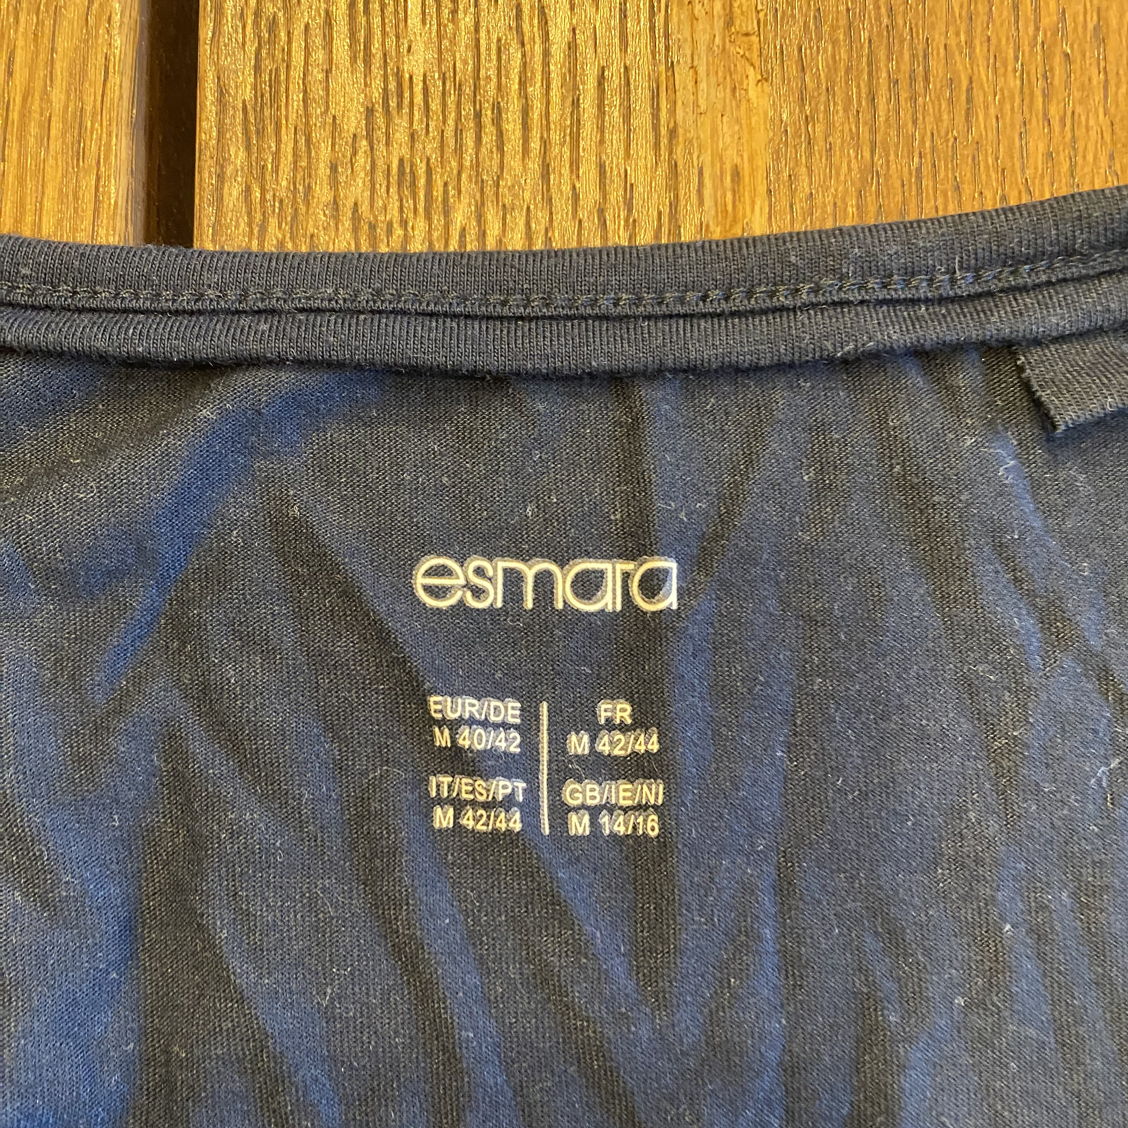 esmara
EUR/DE
M 40/42
FR
M 42/44
IT/ES/PT
M 42/44
GB/IE/NI
M 14/16